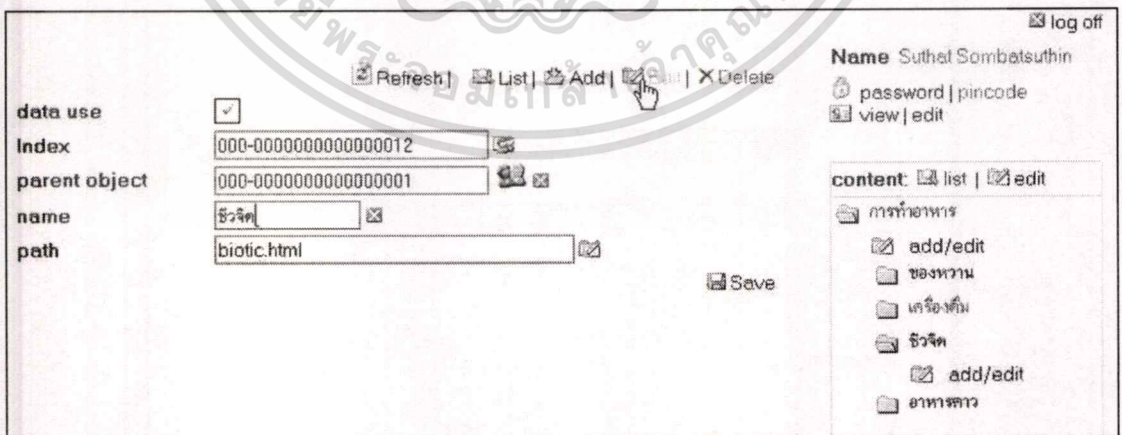 log off
Name Suthat Sombatsuthin
Refresh | List | Add | Edit | Delete
password | pincode
view | edit
data use
Index 000-0000000000000012
parent object 000-0000000000000001
name ชีวจิต
path biotic.html
Save
content: list | edit
การทำอาหาร
add/edit
ของหวาน
เครื่องดื่ม
ชีวจิต
add/edit
อาหารคาว